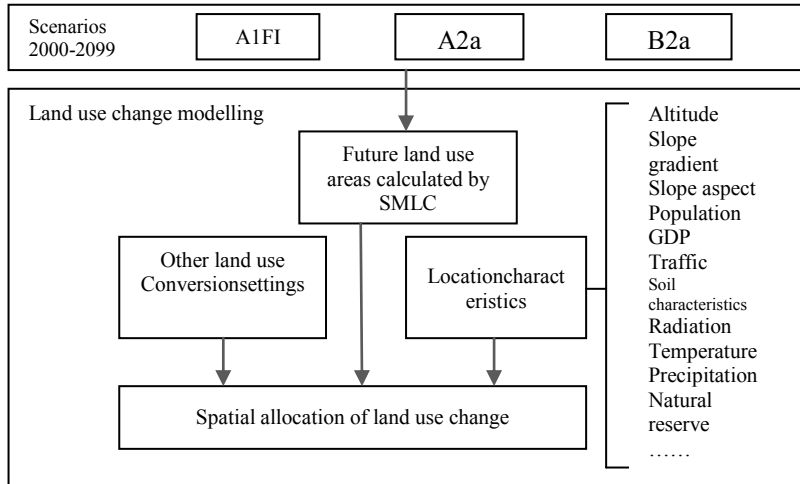 Scenarios
2000-2099
A1FI
A2a
B2a
Land use change modelling
Future land use
areas calculated by
SMLC
Other land use
Conversionsettings
Locationcharact
eristics
Spatial allocation of land use change
Altitude
Slope
gradient
Slope aspect
Population
GDP
Traffic
Soil
characteristics
Radiation
Temperature
Precipitation
Natural
reserve
……